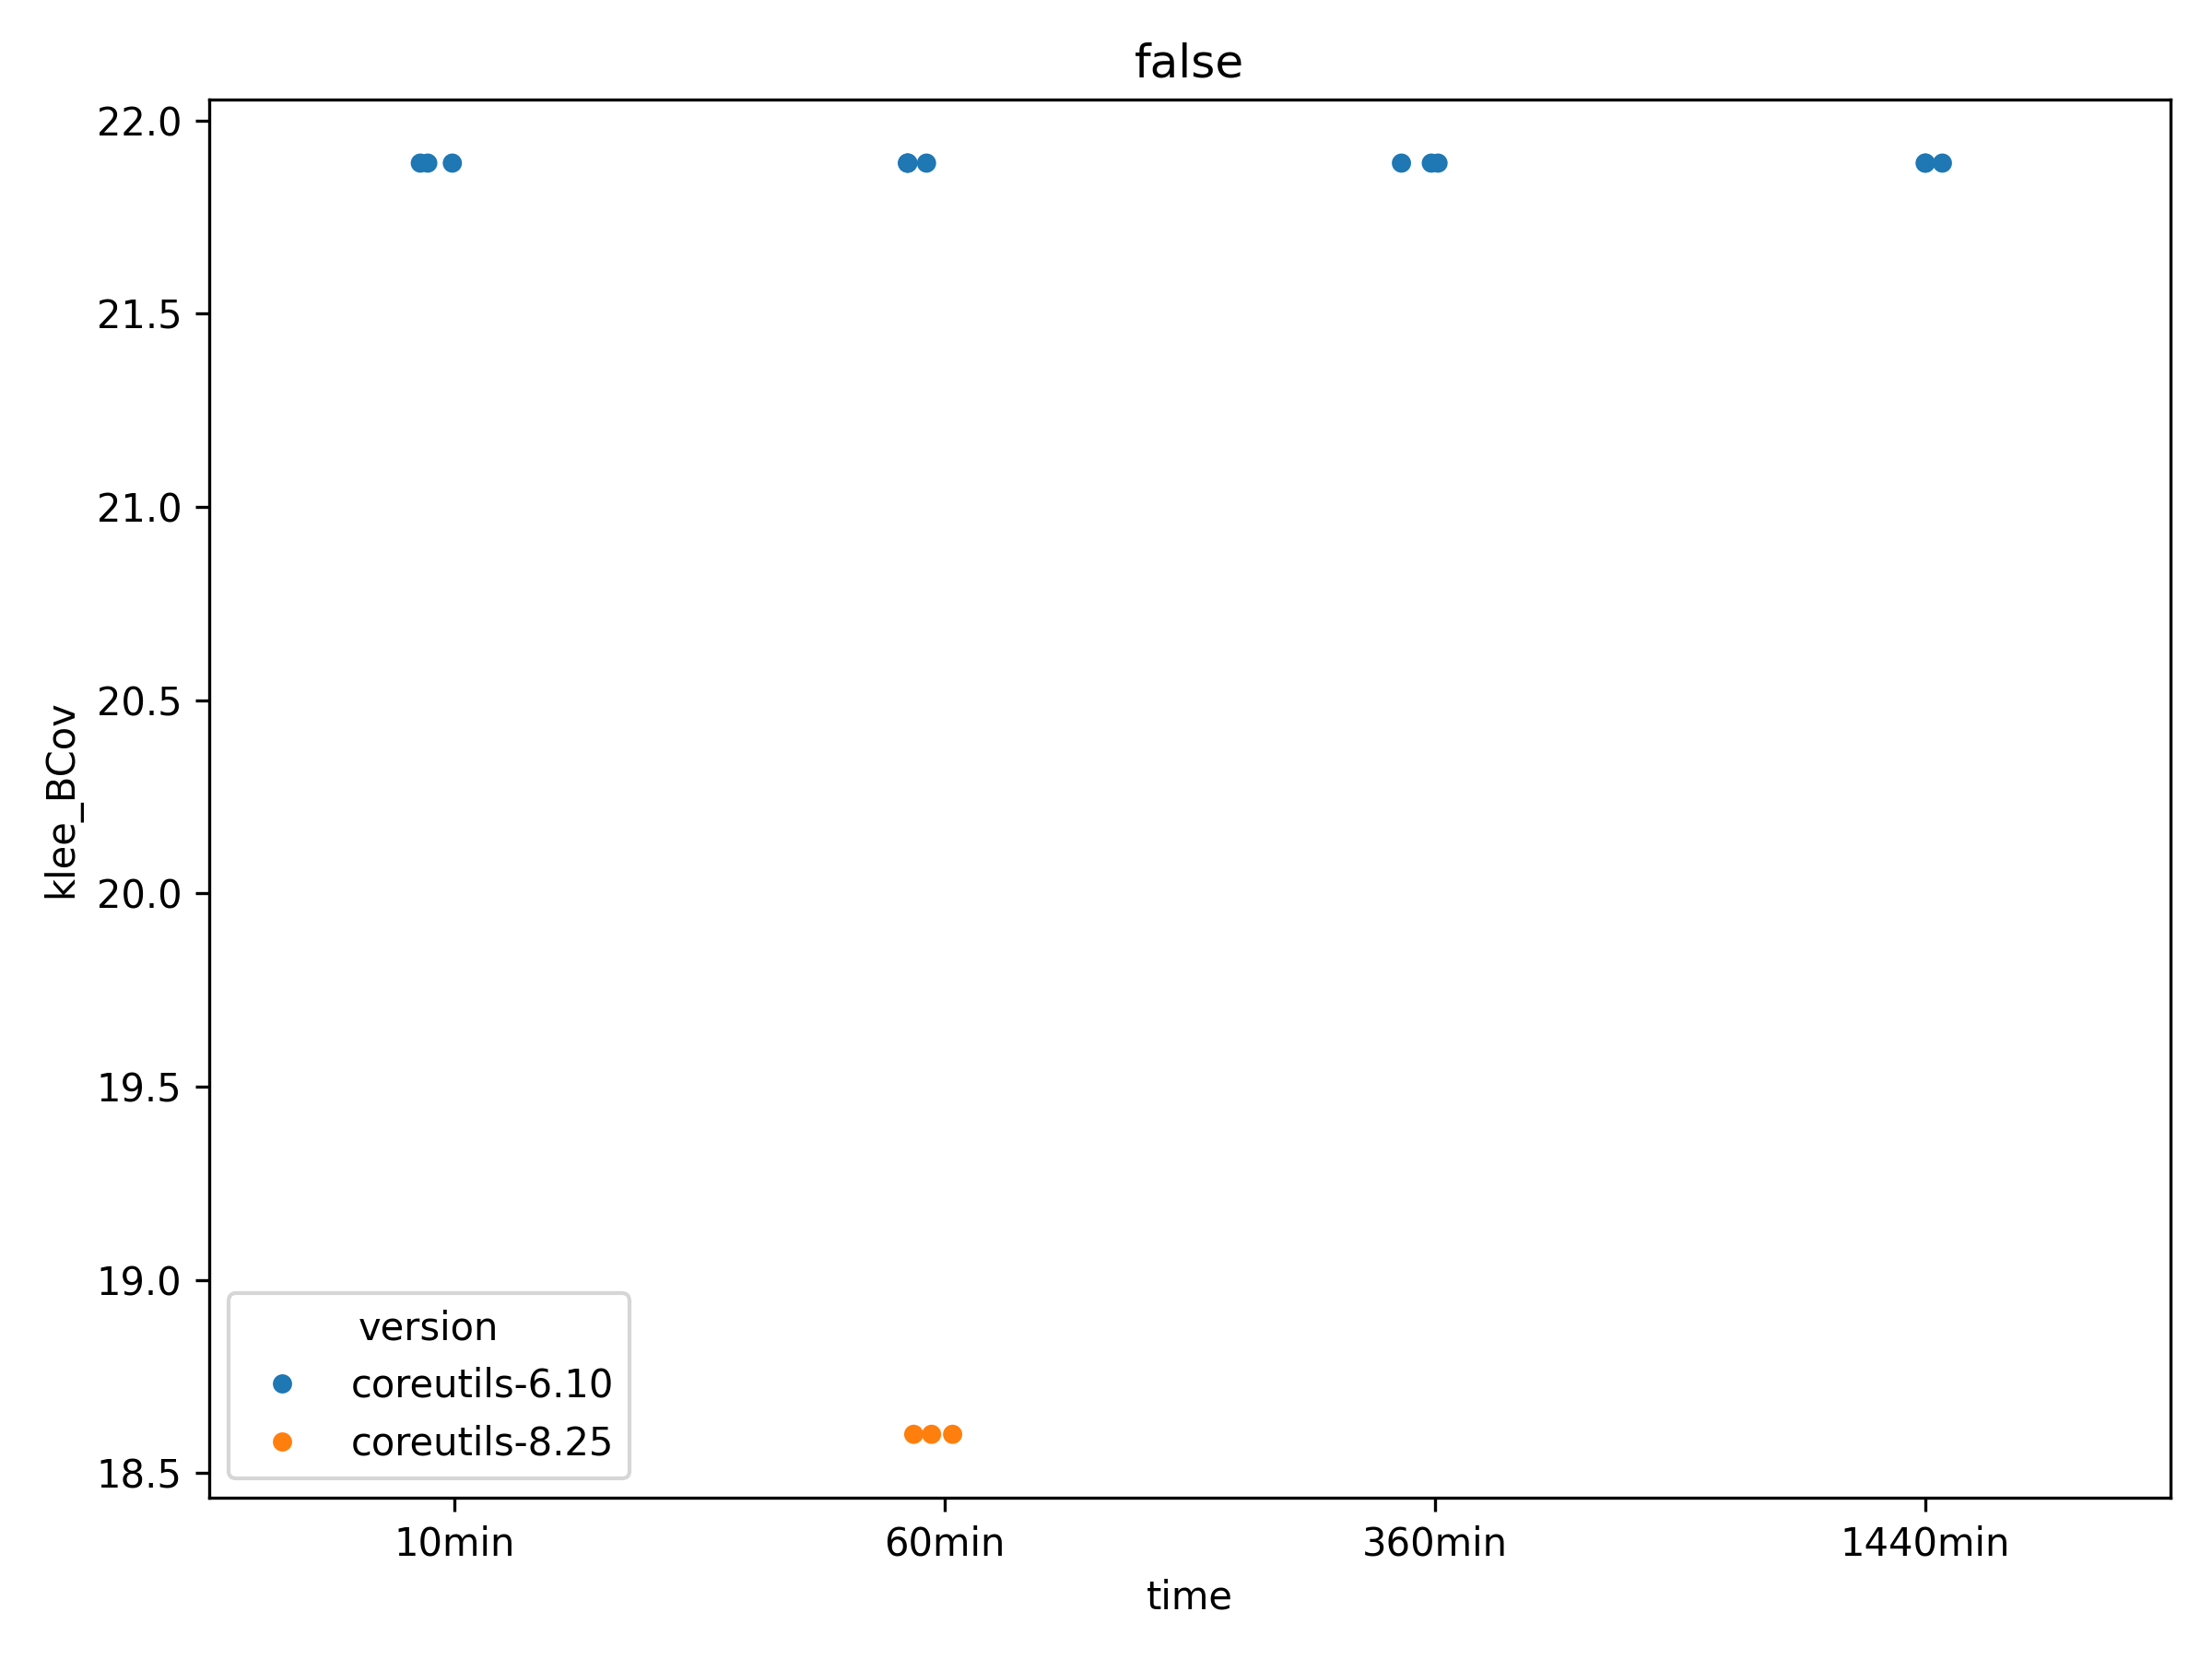 false
22.0
21.5
21.0
20.5
20.0
19.5
19.0
18.5
klee_BCov
version
coreutils-6.10
coreutils-8.25
10min 60min 360min 1440min
time